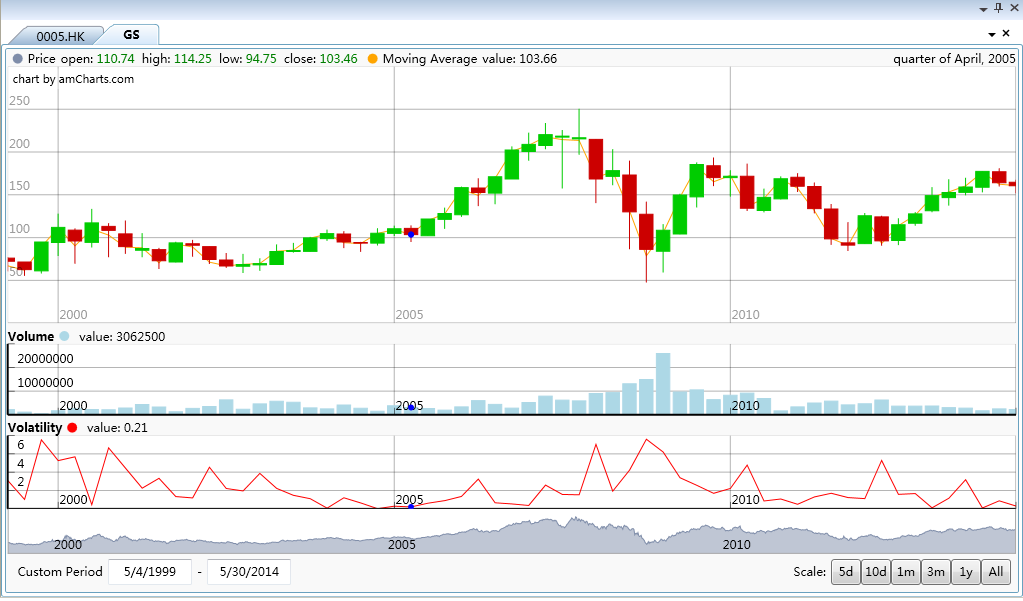 0005.HK GS
Price open: 110.74 high: 114.25 low: 94.75 close: 103.46 Moving Average value: 103.66 quarter of April, 2005
chart by amCharts.com
250
200
150
100
50
2000 2005 2010
Volume value: 3062500
20000000
10000000
2000 2005 2010
Volatility value: 0.21
6
4
2
2000 2005 2010
2000 2005 2010
Custom Period 5/4/1999 - 5/30/2014 Scale: 5d 10d 1m 3m 1y All